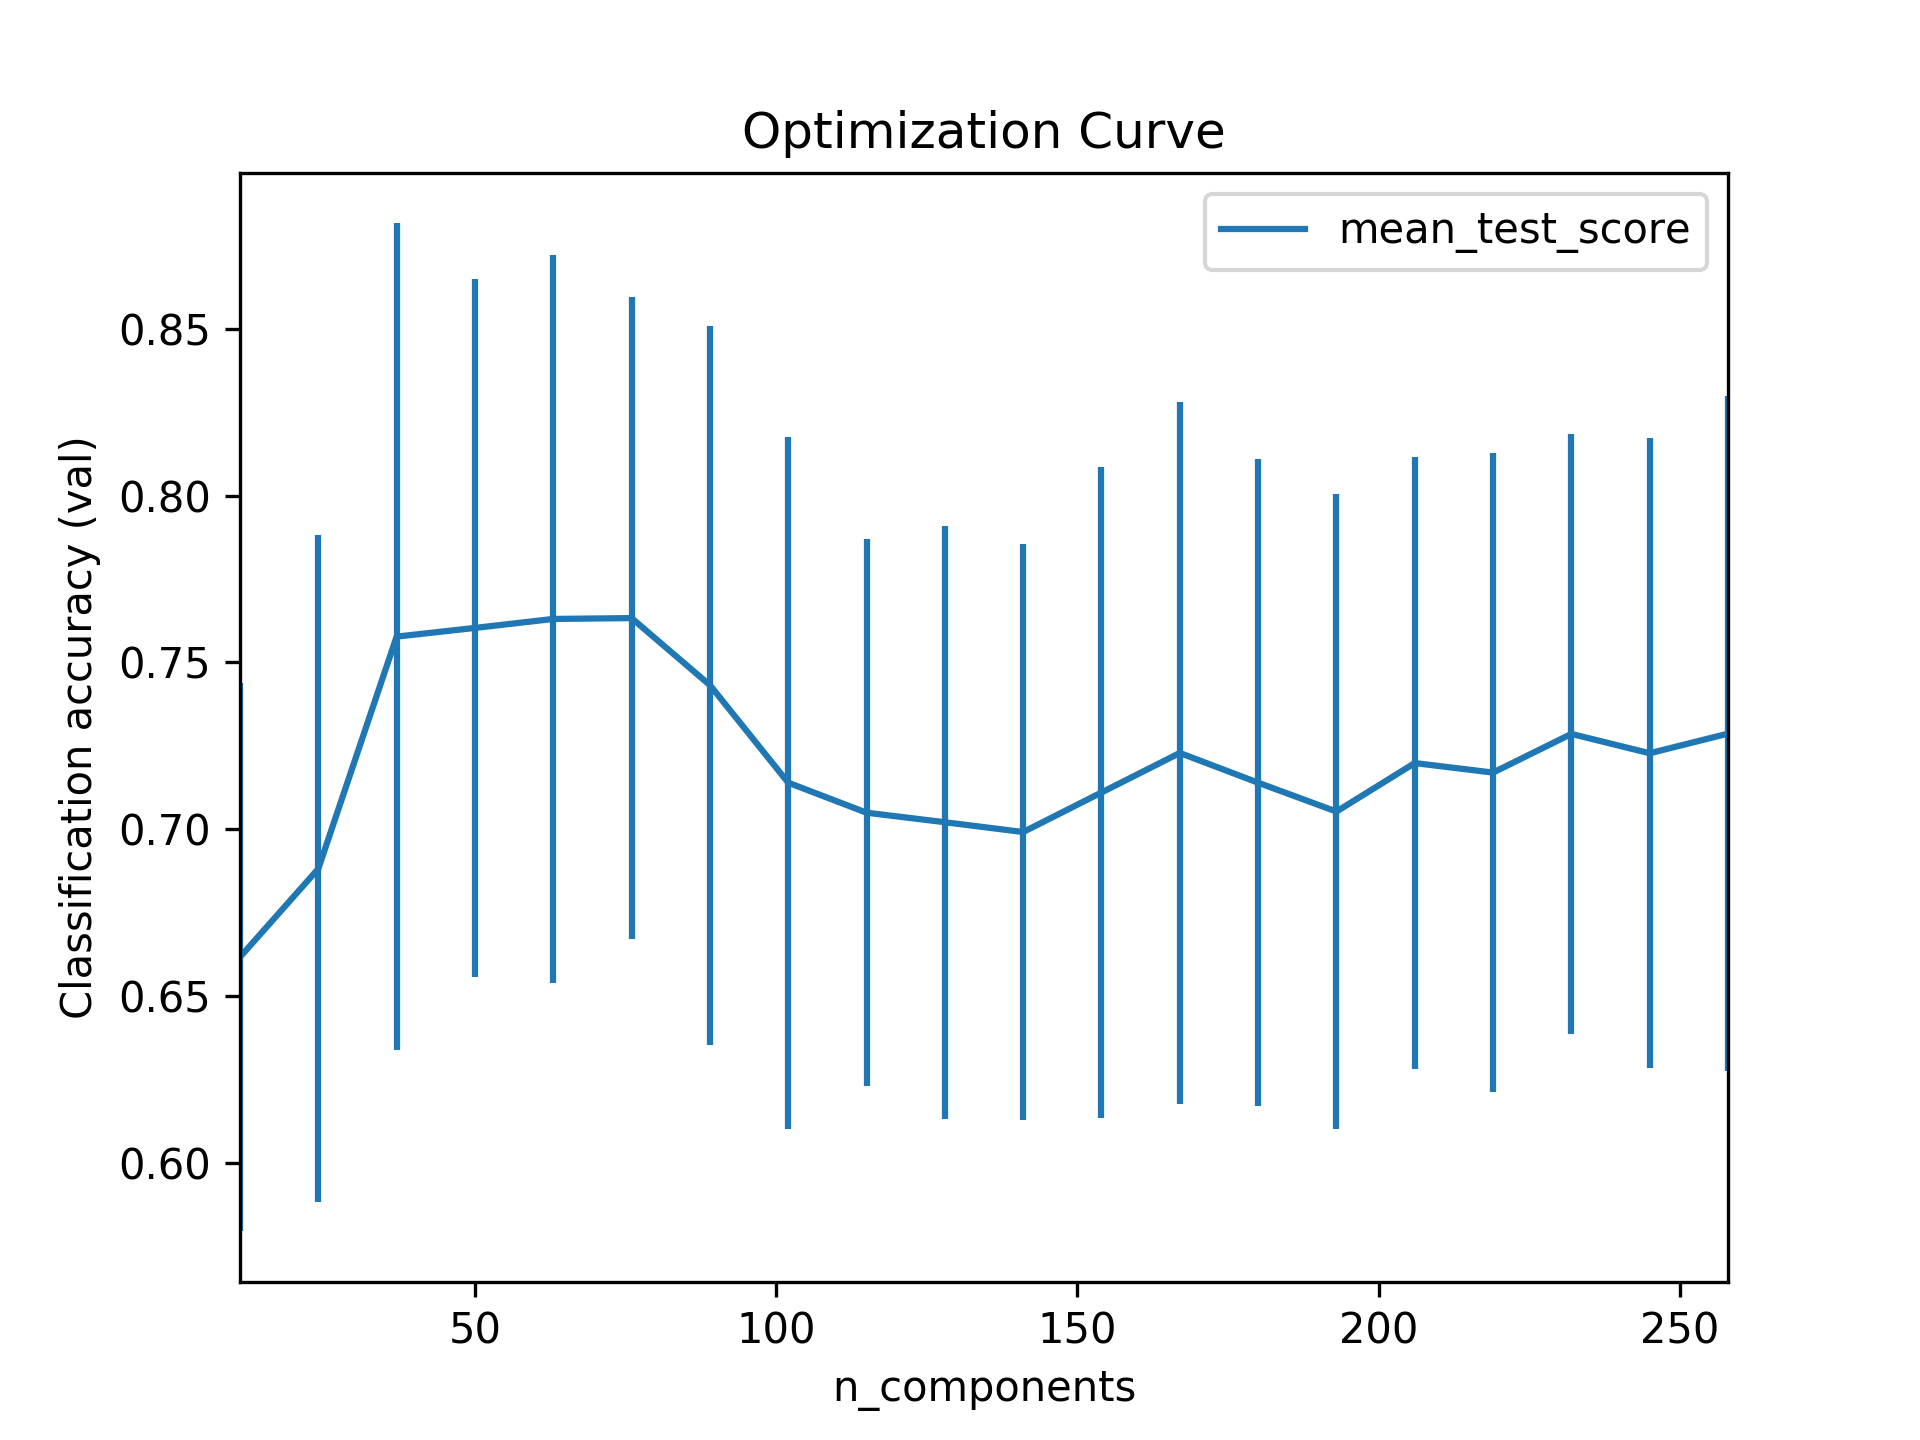 Optimization Curve
mean_test_score
Classification accuracy (val)
0.85
0.80
0.75
0.70
0.65
0.60
50 100 150 200 250
n_components